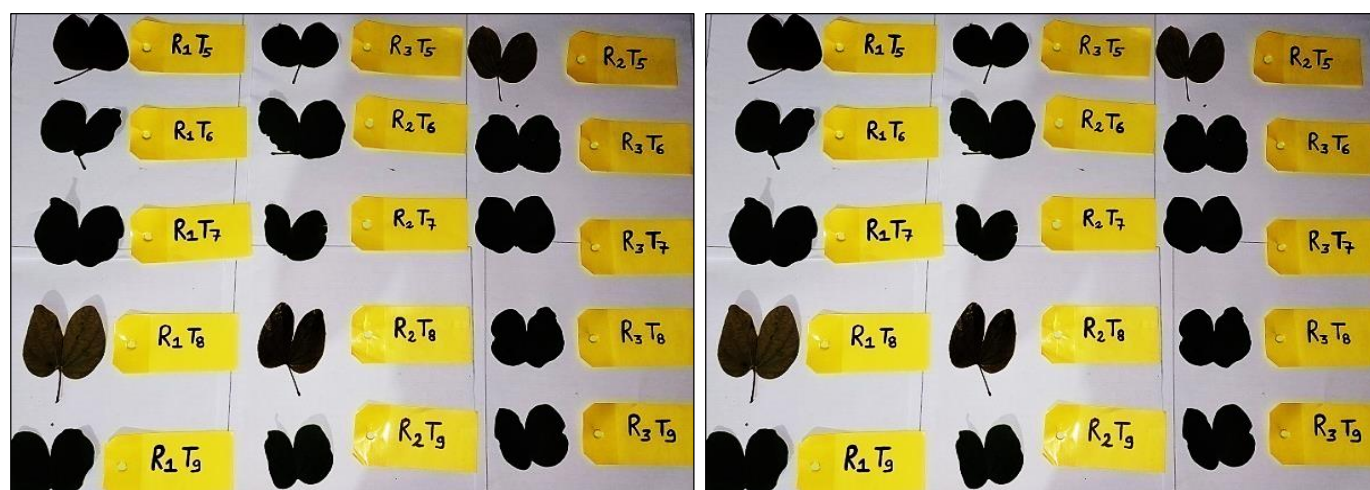 R1T5
R3T5
R2T5
R1T6
R2T6
R3T6
R1T7
R2T7
R3T7
R1T8
R2T8
R3T8
R1T9
R2T9
R3T9
R1T5
R3T5
R2T5
R1T6
R2T6
R3T6
R1T7
R2T7
R3T7
R1T8
R2T8
R3T8
R1T9
R2T9
R3T9